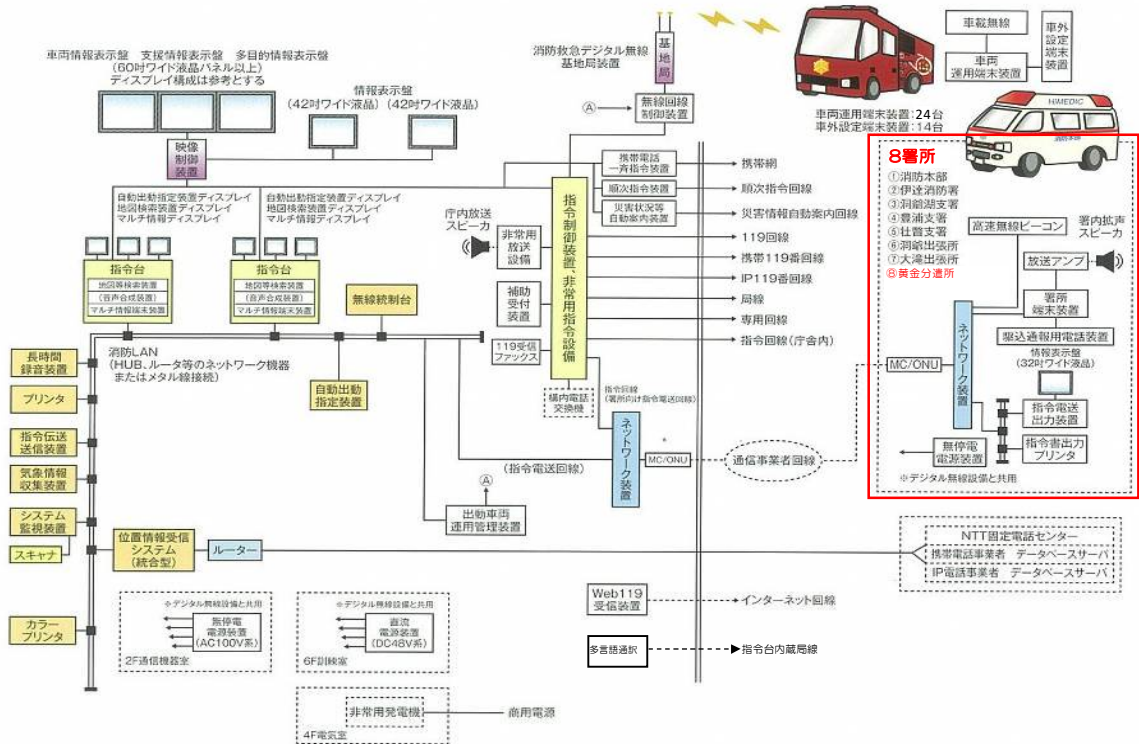 車両情報表示盤 支援情報表示盤 多目的情報表示盤
(60吋ワイド液晶パネル以上)
ディスプレイ構成は参考とする
情報表示盤
(42吋ワイド液晶) (42吋ワイド液晶)
映像
制御
装置
自動出動指定装置ディスプレイ
地図検索装置ディスプレイ
マルチ情報ディスプレイ
自動出動指定装置ディスプレイ
地図検索装置ディスプレイ
マルチ情報ディスプレイ
指令台
地図等検索装置
(音声合成装置)
マルチ情報端末装置
指令台
地図等検索装置
(音声合成装置)
マルチ情報端末装置
無線統制台
消防LAN
(HUB、ルータ等のネットワーク機器
またはメタル線接続)
自動出動
指定装置
長時間
録音装置
プリンタ
指令伝送
送信装置
気象情報
収集装置
システム
監視装置
スキャナ
カラー
プリンタ
位置情報受信
システム
(統合型)
ルーター
※デジタル無線設備と共用
無停電
電源装置
(AC100V系)
2F通信機器室
※デジタル無線設備と共用
直流
電源装置
(DC48V系)
6F訓練室
非常用発電機
商用電源
4F電気室
消防救急デジタル無線
基地局装置
基地局
Ⓐ
無線回線
制御装置
庁内放送
スピーカ
非常用
放送
設備
補助
受付
装置
119受信
ファックス
指令制御装置、非常用指令設備
構内電話
交換機
携帯電話
一斉指令装置
順次指令装置
災害状況等
自動案内装置
携帯網
順次指令回線
災害情報自動案内回線
119回線
携帯119番回線
IP119番回線
局線
専用回線
指令回線(庁舎内)
指令回線
(署所向け指令電送回線)
ネットワーク装置
*
MC/ONU
(指令電送回線)
Ⓐ
出動車両
運用管理装置
通信事業者回線
Web119
受信装置
インターネット回線
多言語通訳
指令台内蔵局線
車載無線
車両
運用端末装置
車外
設定
端末
装置
車両運用端末装置:24台
車外設定端末装置:14台
HIMEDIC
消防本部
8署所
①消防本部
②伊達消防署
③洞爺湖支署
④豊浦支署
⑤壮瞥支署
⑥洞爺出張所
⑦大滝出張所
⑧黄金分遣所
高速無線ビーコン
署内拡声
スピーカ
放送アンプ
署所
端末装置
駆込通報用電話装置
情報表示盤
(32吋ワイド液晶)
MC/ONU
ネットワーク装置
指令電送
出力装置
指令書出力
プリンタ
無停電
電源装置
※デジタル無線設備と共用
NTT固定電話センター
携帯電話事業者 データベースサーバ
IP電話事業者 データベースサーバ